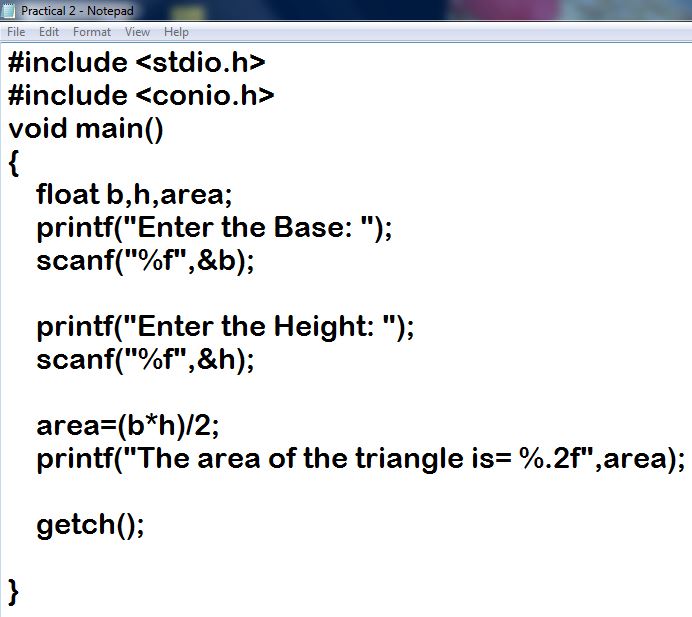 Practical 2 - Notepad
File Edit Format View Help
#include <stdio.h>
#include <conio.h>
void main()
{
    float b,h,area;
    printf("Enter the Base: ");
    scanf("%f",&b);

    printf("Enter the Height: ");
    scanf("%f",&h);

    area=(b*h)/2;
    printf("The area of the triangle is= %.2f",area);

    getch();

}